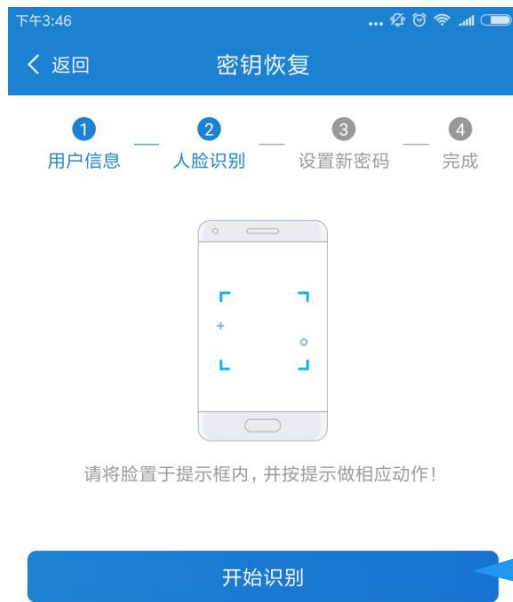 下午3:46
返回 密钥恢复
1 2 3 4
用户信息 人脸识别 设置新密码 完成
请将脸置于提示框内，并按提示做相应动作！
开始识别